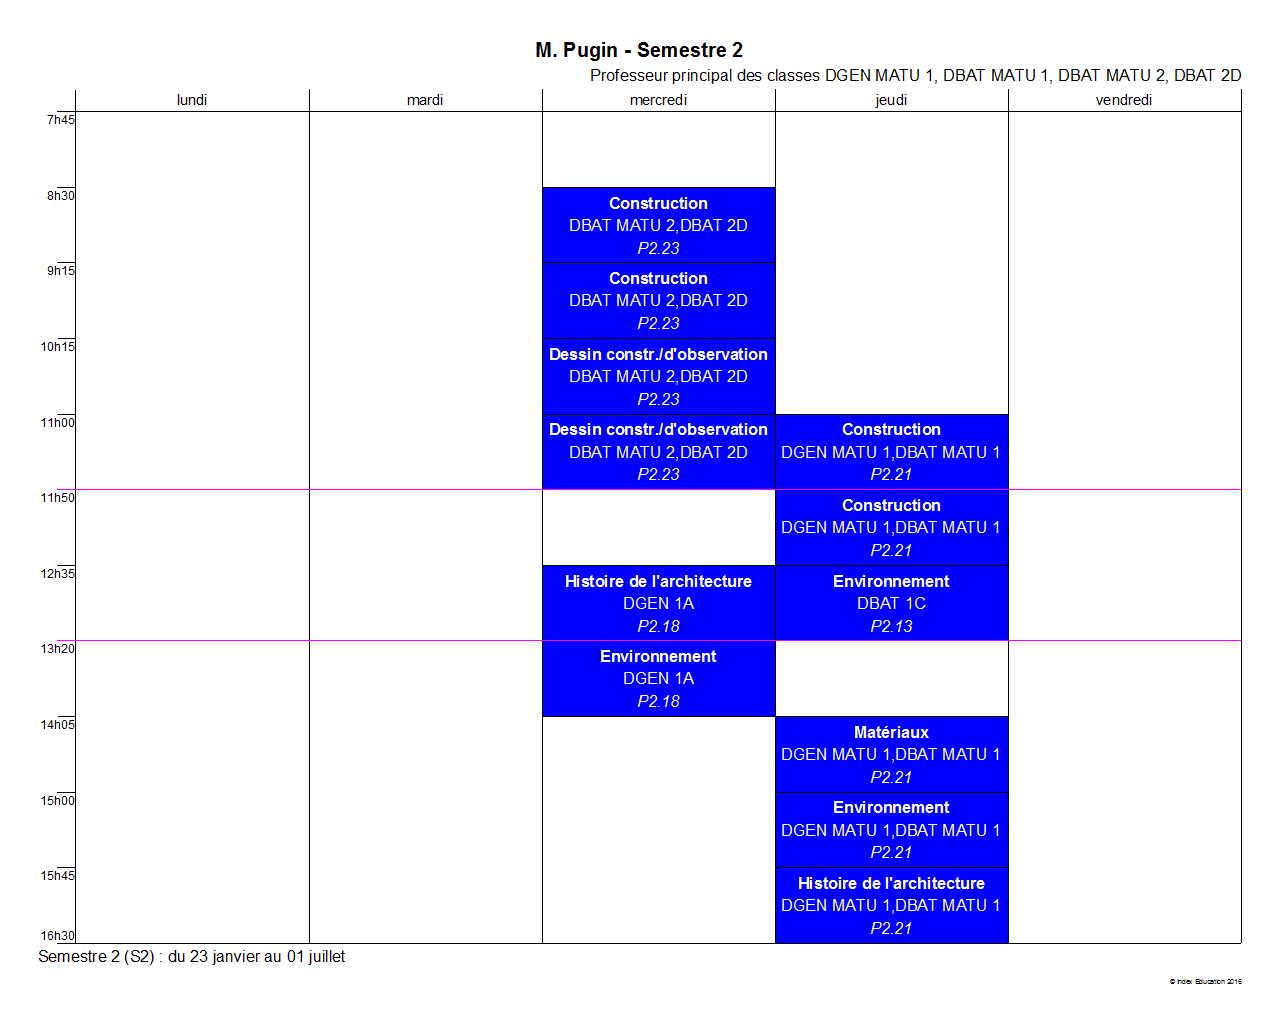 M. Pugin - Semestre 2
Professeur principal des classes DGEN MATU 1, DBAT MATU 1, DBAT MATU 2, DBAT 2D
lundi mardi mercredi jeudi vendredi
7h45
8h30
Construction
DBAT MATU 2,DBAT 2D
P2.23
9h15
Construction
DBAT MATU 2,DBAT 2D
P2.23
10h15
Dessin constr./d'observation
DBAT MATU 2,DBAT 2D
P2.23
11h00
Dessin constr./d'observation
DBAT MATU 2,DBAT 2D
P2.23
Construction
DGEN MATU 1,DBAT MATU 1
P2.21
11h50
Construction
DGEN MATU 1,DBAT MATU 1
P2.21
12h35
Histoire de l'architecture
DGEN 1A
P2.18
Environnement
DBAT 1C
P2.13
13h20
Environnement
DGEN 1A
P2.18
14h05
Matériaux
DGEN MATU 1,DBAT MATU 1
P2.21
15h00
Environnement
DGEN MATU 1,DBAT MATU 1
P2.21
15h45
Histoire de l'architecture
DGEN MATU 1,DBAT MATU 1
P2.21
16h30
Semestre 2 (S2) : du 23 janvier au 01 juillet
© Index Education 2016